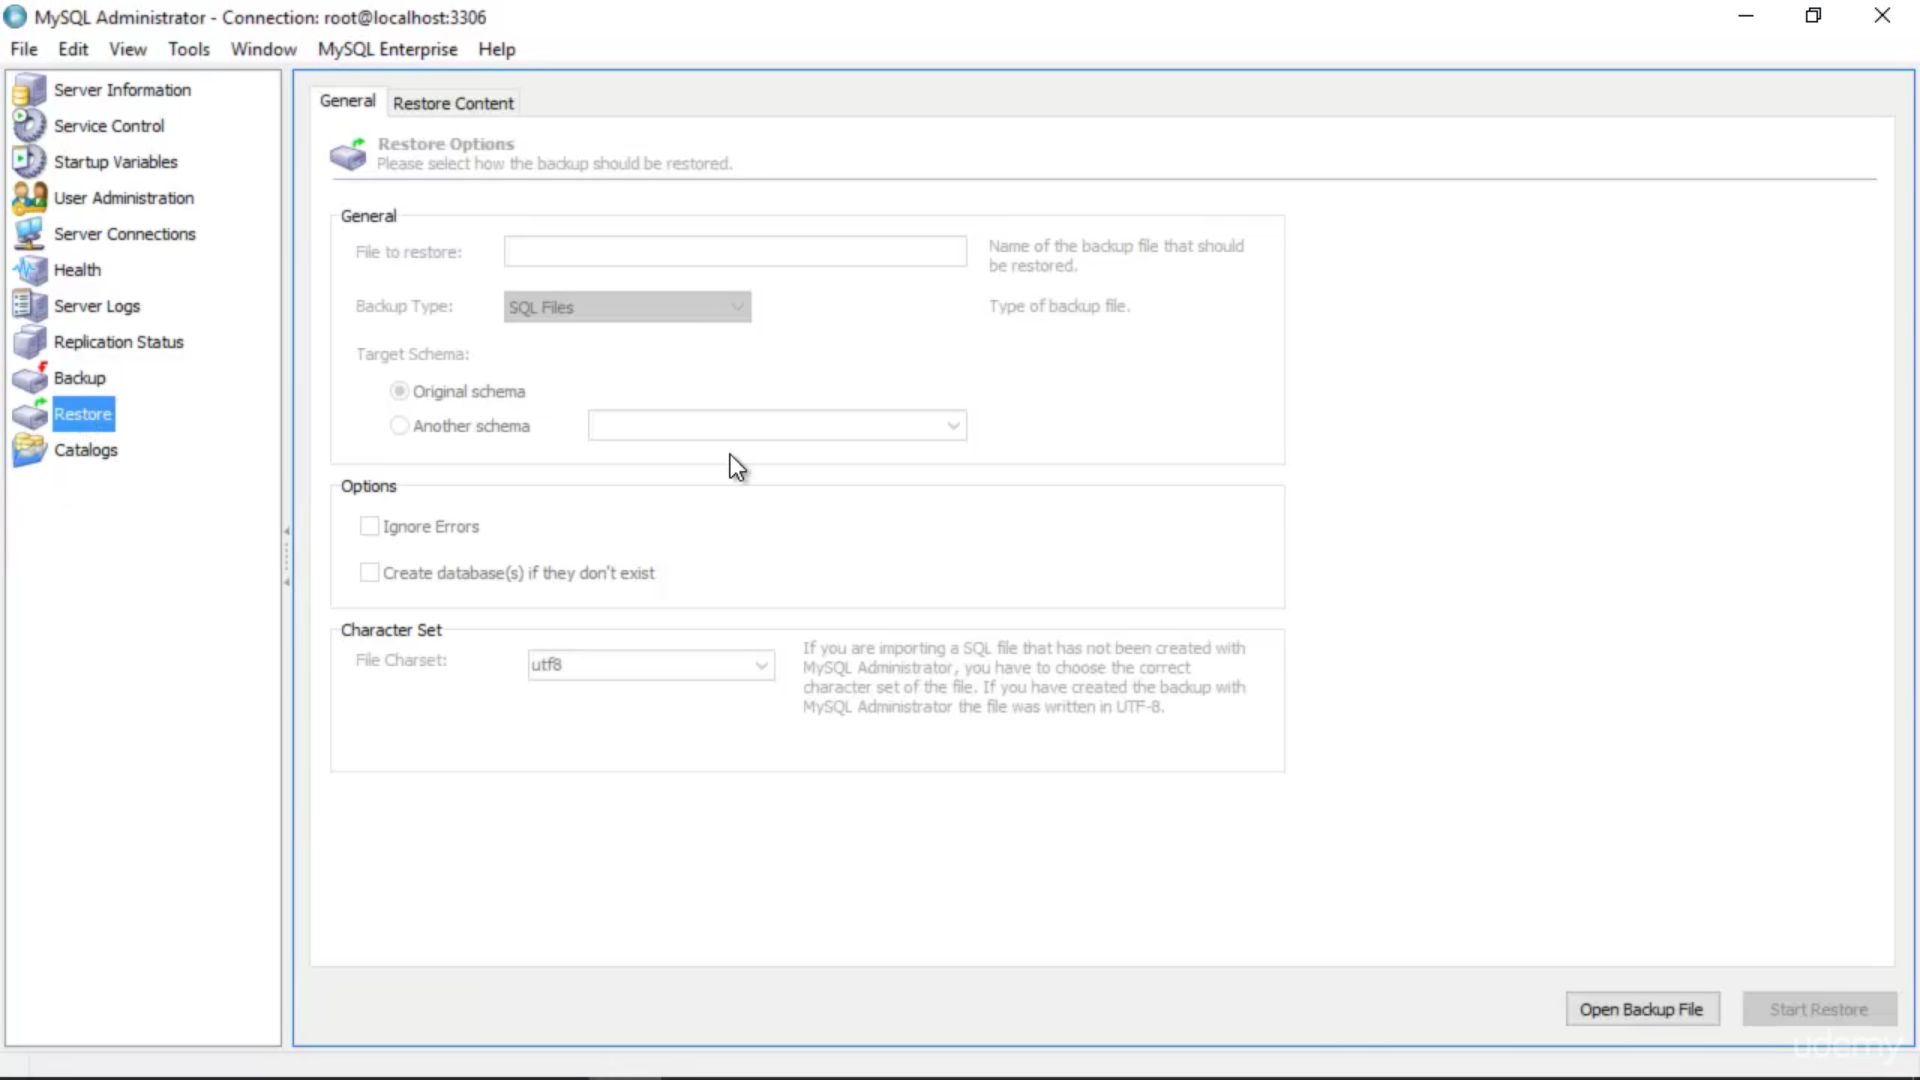 MySQL Administrator - Connection: root@localhost:3306
File Edit View Tools Window MySQL Enterprise Help
Server Information
Service Control
Startup Variables
User Administration
Server Connections
Health
Server Logs
Replication Status
Backup
Restore
Catalogs
General Restore Content
Restore Options
Please select how the backup should be restored.
General
File to restore:
Name of the backup file that should
be restored.
Backup Type: SQL Files
Type of backup file.
Target Schema:
Original schema
Another schema
Options
Ignore Errors
Create database(s) if they don't exist
Character Set
File Charset: utf8
If you are importing a SQL file that has not been created with
MySQL Administrator, you have to choose the correct
character set of the file. If you have created the backup with
MySQL Administrator the file was written in UTF-8.
Open Backup File Start Restore
udemy